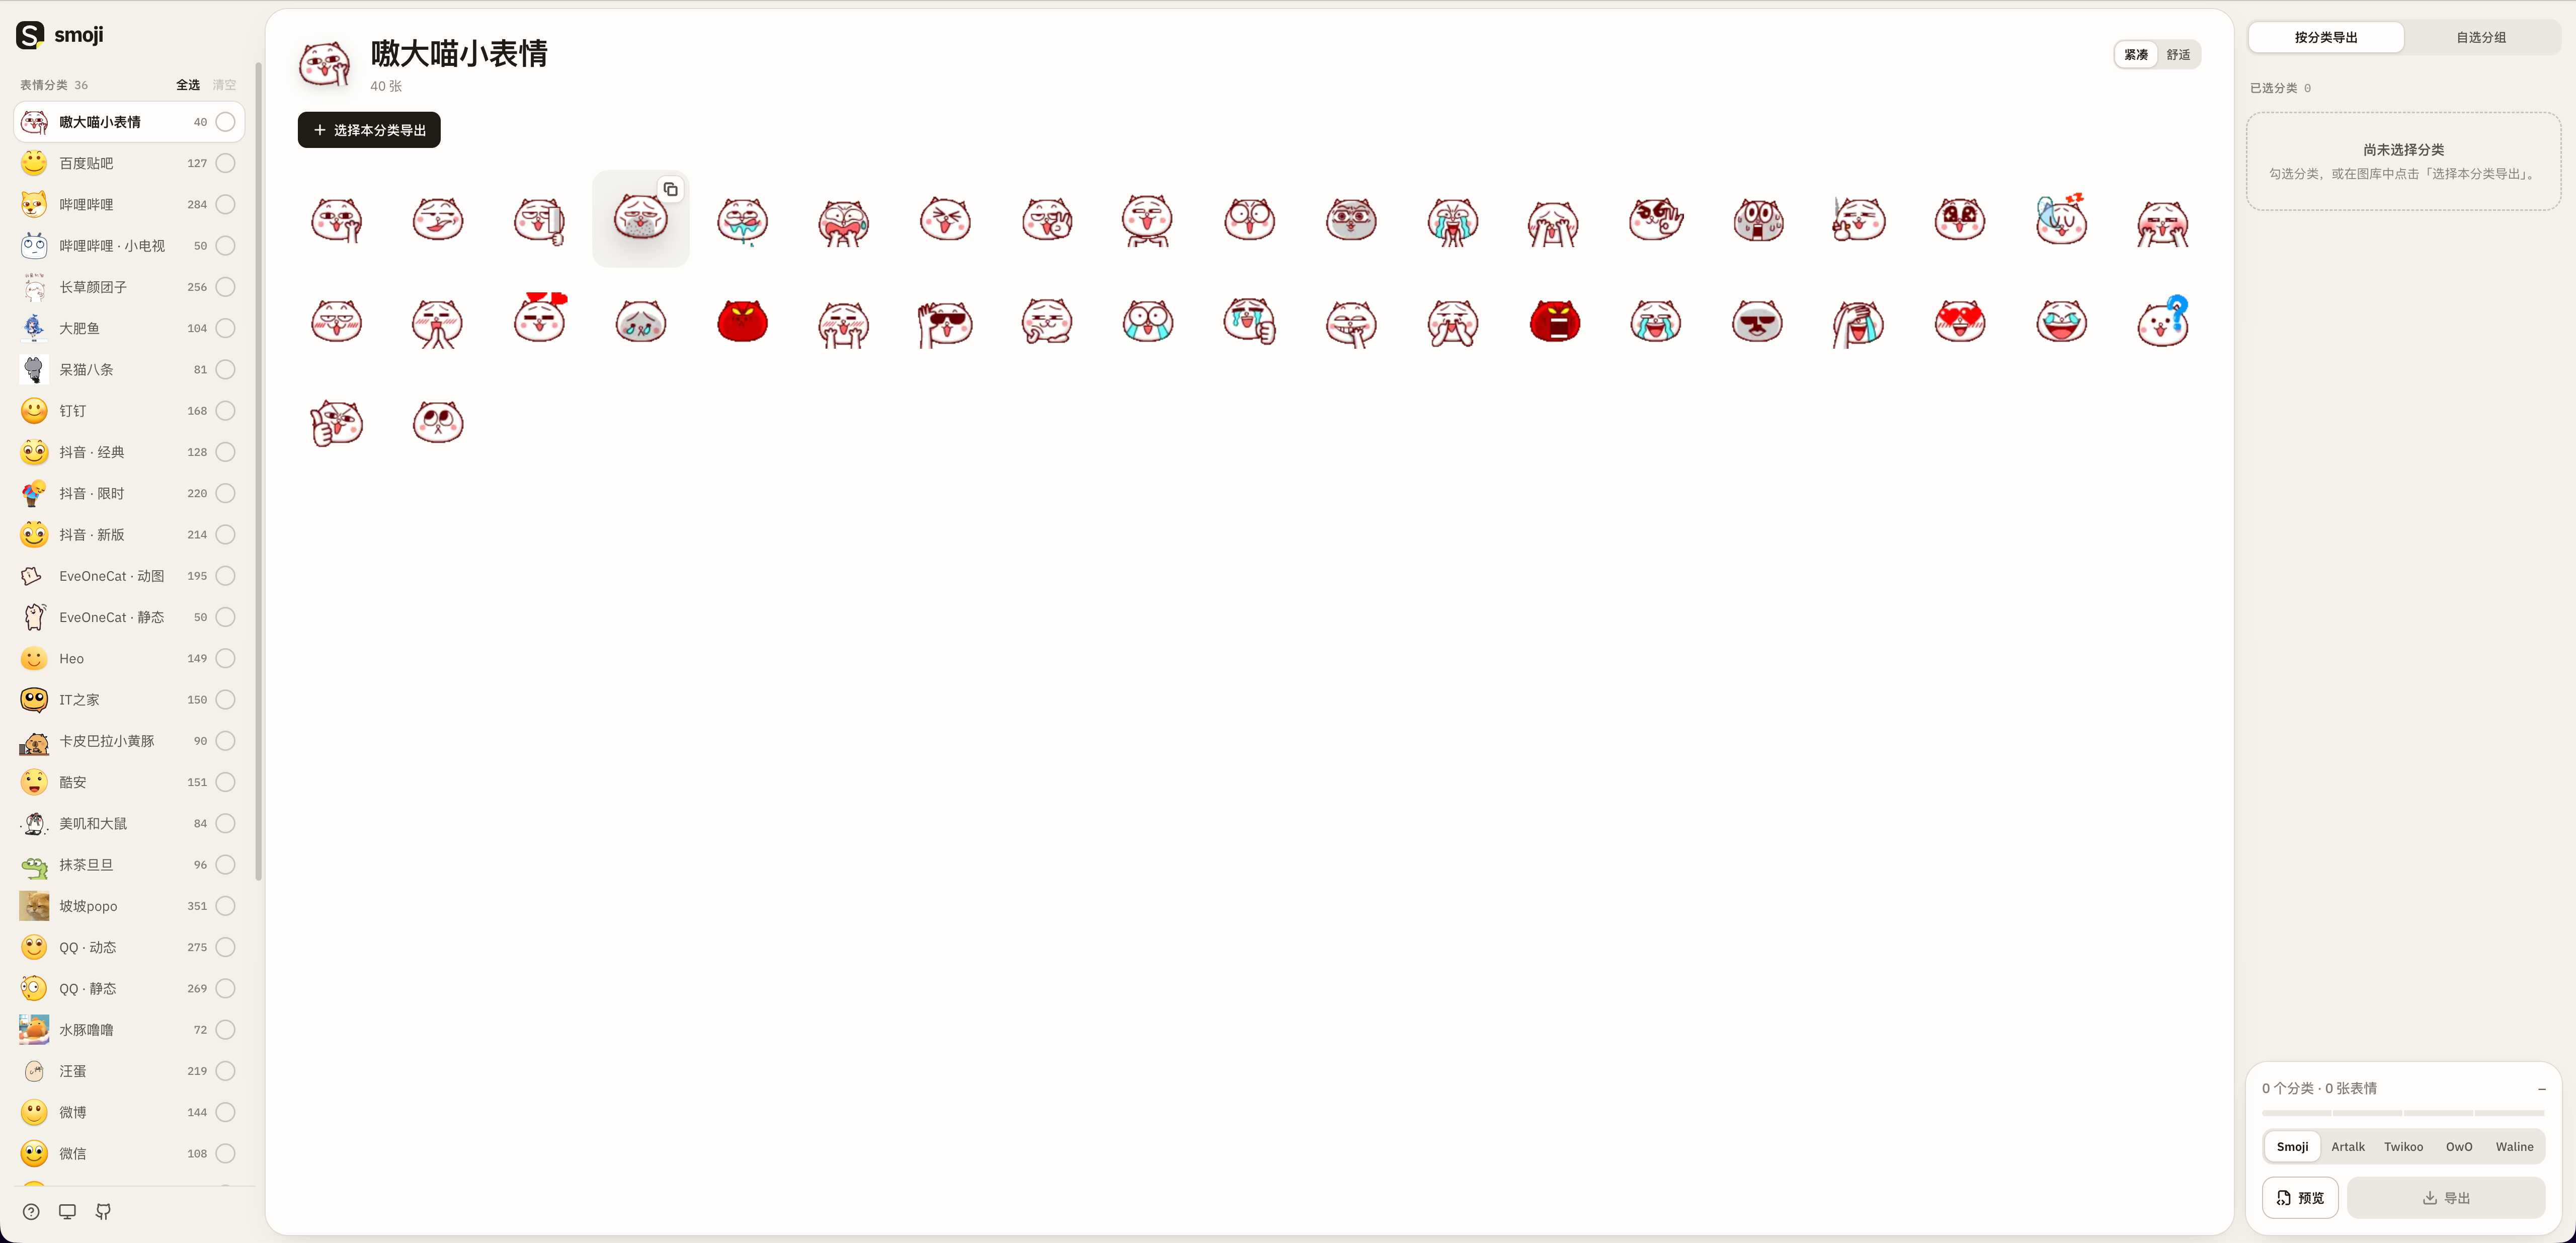 smoji
表情分类 36 全选 清空
嗷大喵小表情 40
百度贴吧 127
哔哩哔哩 284
哔哩哔哩 · 小电视 50
长草颜团子 256
大肥鱼 104
呆猫八条 81
钉钉 168
抖音 · 经典 128
抖音 · 限时 220
抖音 · 新版 214
EveOneCat · 动图 195
EveOneCat · 静态 50
Heo 149
IT之家 150
卡皮巴拉小黄豚 90
酷安 151
美叽和大鼠 84
抹茶旦旦 96
坡坡popo 351
QQ · 动态 275
QQ · 静态 269
水豚噜噜 72
汪蛋 219
微博 144
微信 108
嗷大喵小表情
40 张
紧凑 舒适
选择本分类导出
按分类导出 自选分组
已选分类 0
尚未选择分类
勾选分类，或在图库中点击「选择本分类导出」。
0 个分类 · 0 张表情 –
Smoji Artalk Twikoo OwO Waline
预览 导出